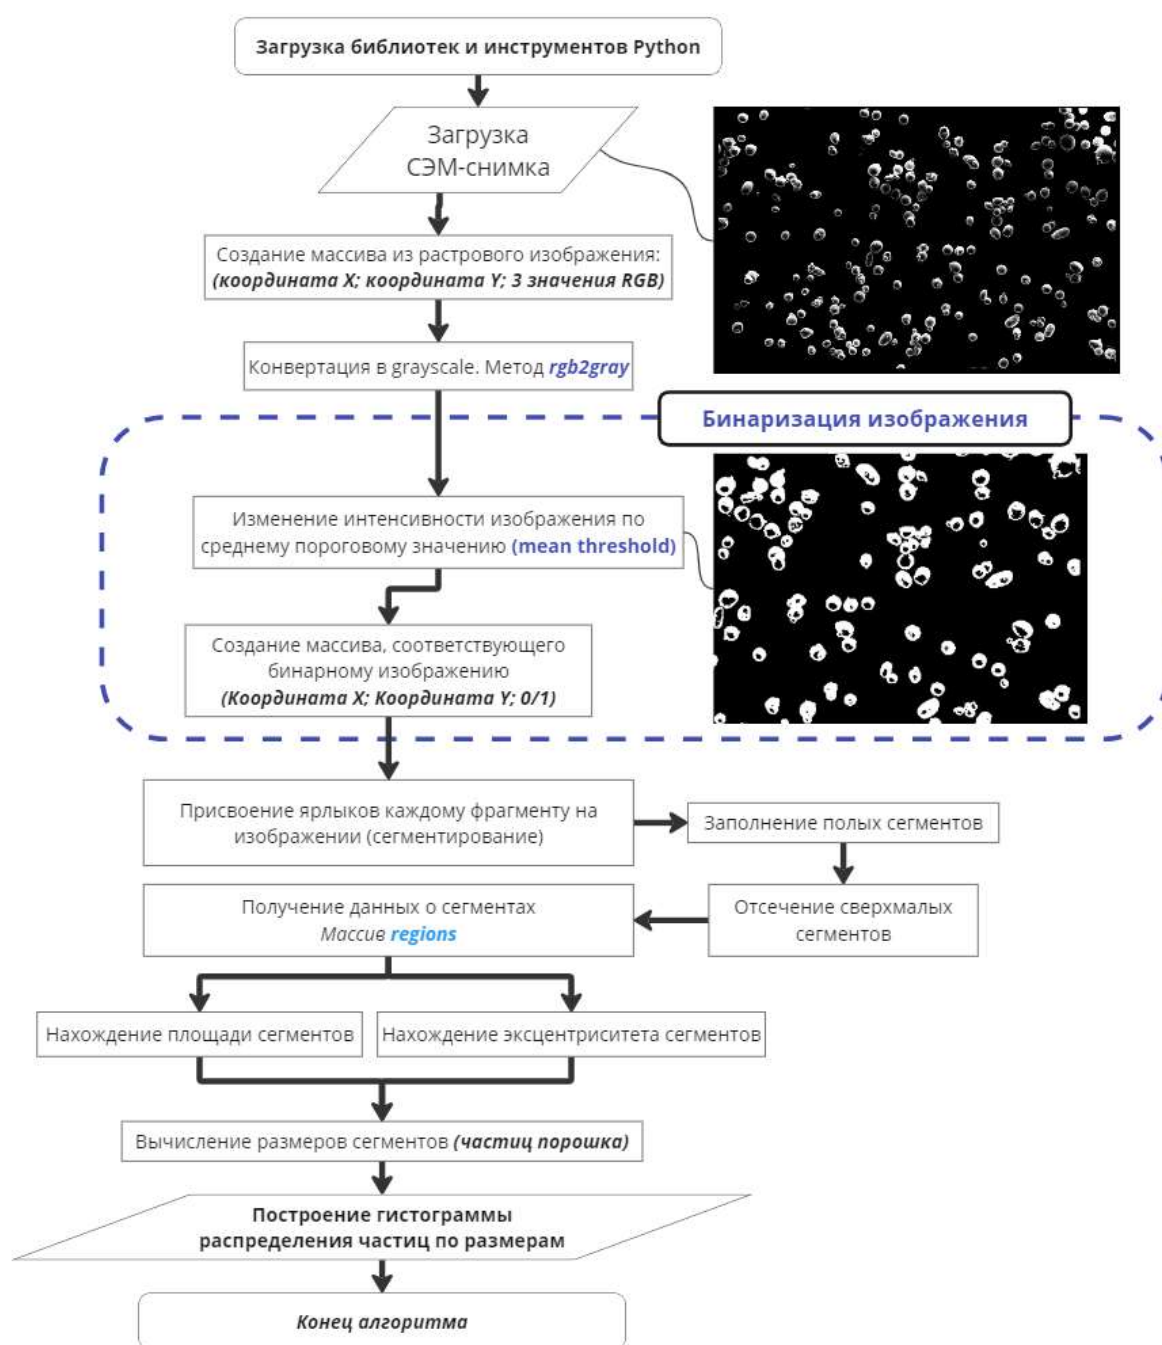 Загрузка библиотек и инструментов Python
Загрузка
СЭМ-снимка
Создание массива из растрового изображения:
(координата X; координата Y; 3 значения RGB)
Конвертация в grayscale. Метод rgb2gray
Бинаризация изображения
Изменение интенсивности изображения по
среднему пороговому значению (mean threshold)
Создание массива, соответствующего
бинарному изображению
(Координата X; Координата Y; 0/1)
Присвоение ярлыков каждому фрагменту на
изображении (сегментирование)
Заполнение полых сегментов
Отсечение сверхмалых
сегментов
Получение данных о сегментах
Массив regions
Нахождение площади сегментов
Нахождение эксцентриситета сегментов
Вычисление размеров сегментов (частиц порошка)
Построение гистограммы
распределения частиц по размерам
Конец алгоритма